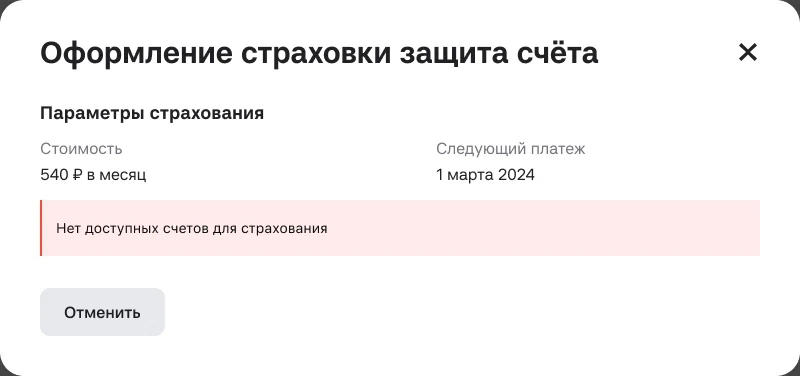 Оформление страховки защита счёта
Параметры страхования
Стоимость
Следующий платеж
540 ₽ в месяц
1 марта 2024
Нет доступных счетов для страхования
Отменить